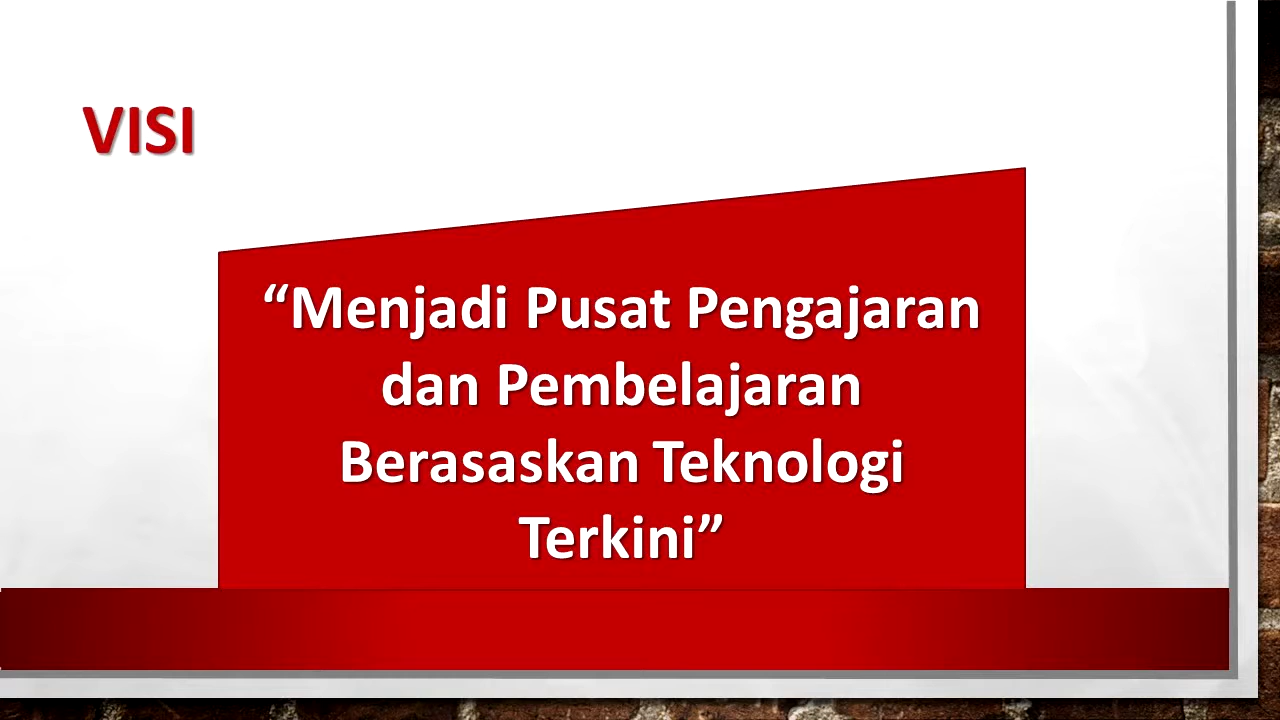 VISI
“Menjadi Pusat Pengajaran
dan Pembelajaran
Berasaskan Teknologi
Terkini”